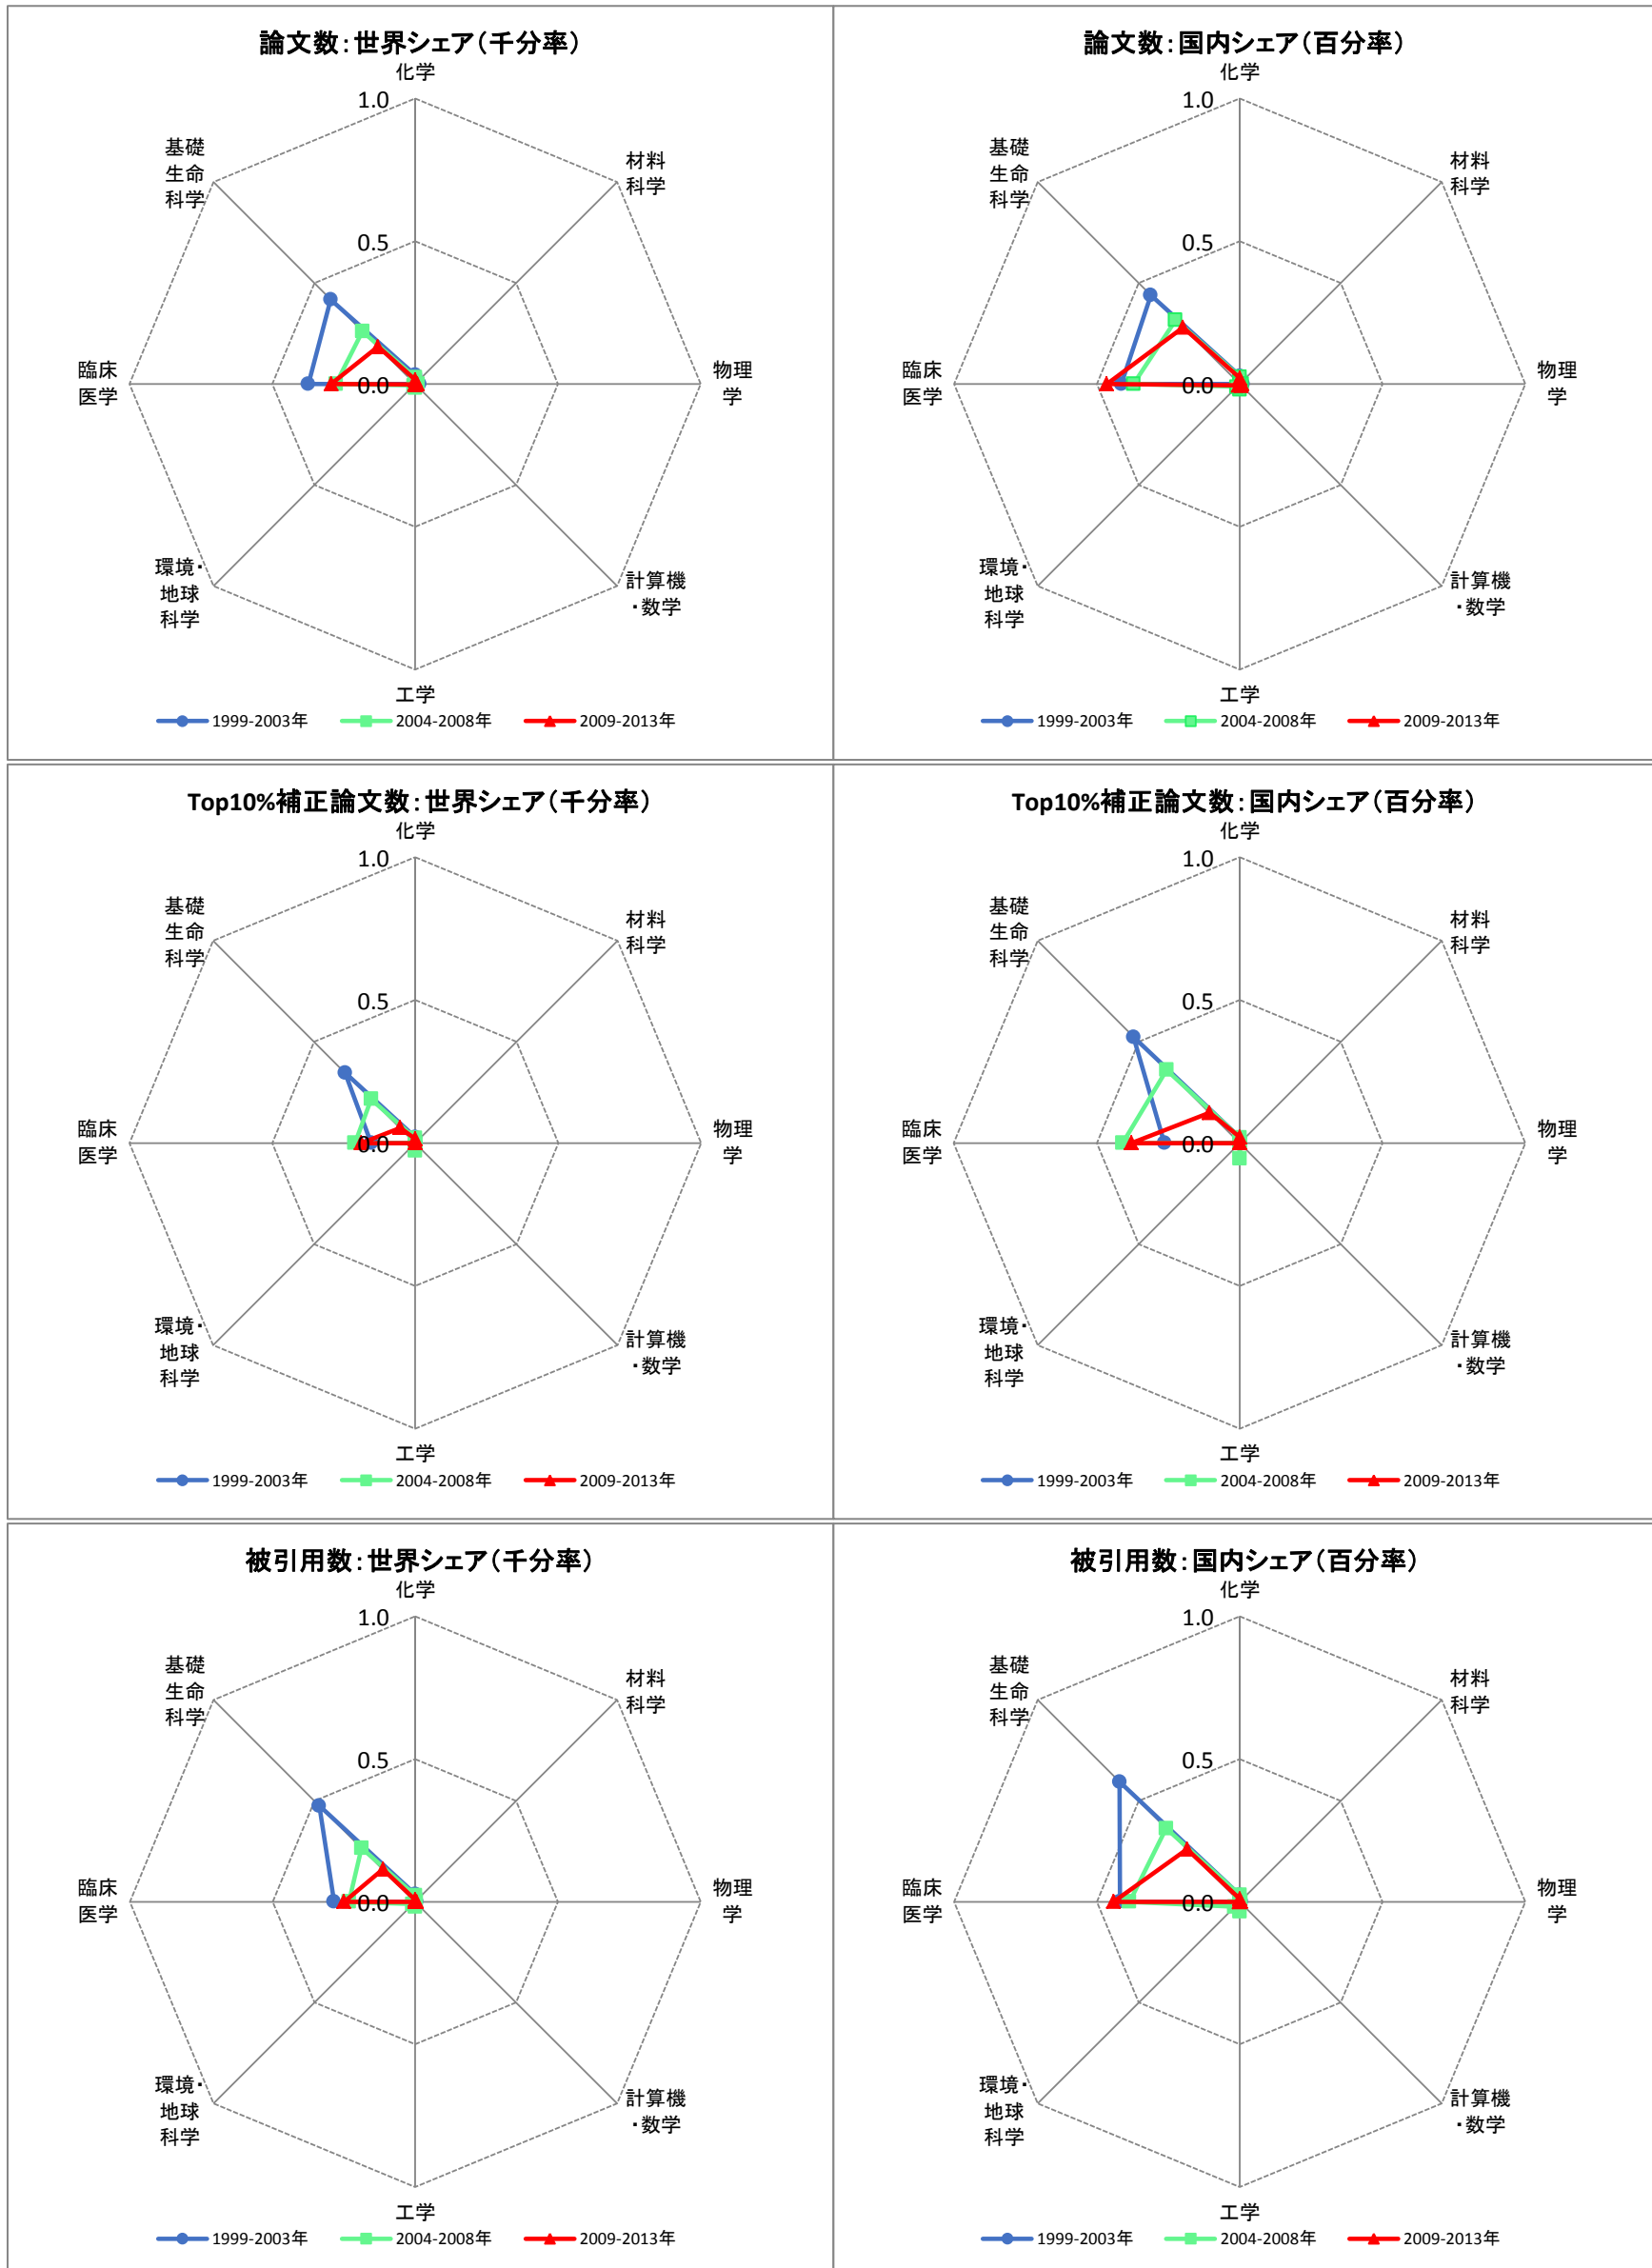 論文数：世界シェア（千分率）
化学
1.0
基礎
生命
科学
材料
科学
0.5
臨床
医学
0.0
物理
学
環境・
地球
科学
計算機
・数学
工学
1999-2003年 2004-2008年 2009-2013年
論文数：国内シェア（百分率）
化学
1.0
基礎
生命
科学
材料
科学
0.5
臨床
医学
0.0
物理
学
環境・
地球
科学
計算機
・数学
工学
1999-2003年 2004-2008年 2009-2013年
Top10%補正論文数：世界シェア（千分率）
化学
1.0
基礎
生命
科学
材料
科学
0.5
臨床
医学
0.0
物理
学
環境・
地球
科学
計算機
・数学
工学
1999-2003年 2004-2008年 2009-2013年
Top10%補正論文数：国内シェア（百分率）
化学
1.0
基礎
生命
科学
材料
科学
0.5
臨床
医学
0.0
物理
学
環境・
地球
科学
計算機
・数学
工学
1999-2003年 2004-2008年 2009-2013年
被引用数：世界シェア（千分率）
化学
1.0
基礎
生命
科学
材料
科学
0.5
臨床
医学
0.0
物理
学
環境・
地球
科学
計算機
・数学
工学
1999-2003年 2004-2008年 2009-2013年
被引用数：国内シェア（百分率）
化学
1.0
基礎
生命
科学
材料
科学
0.5
臨床
医学
0.0
物理
学
環境・
地球
科学
計算機
・数学
工学
1999-2003年 2004-2008年 2009-2013年